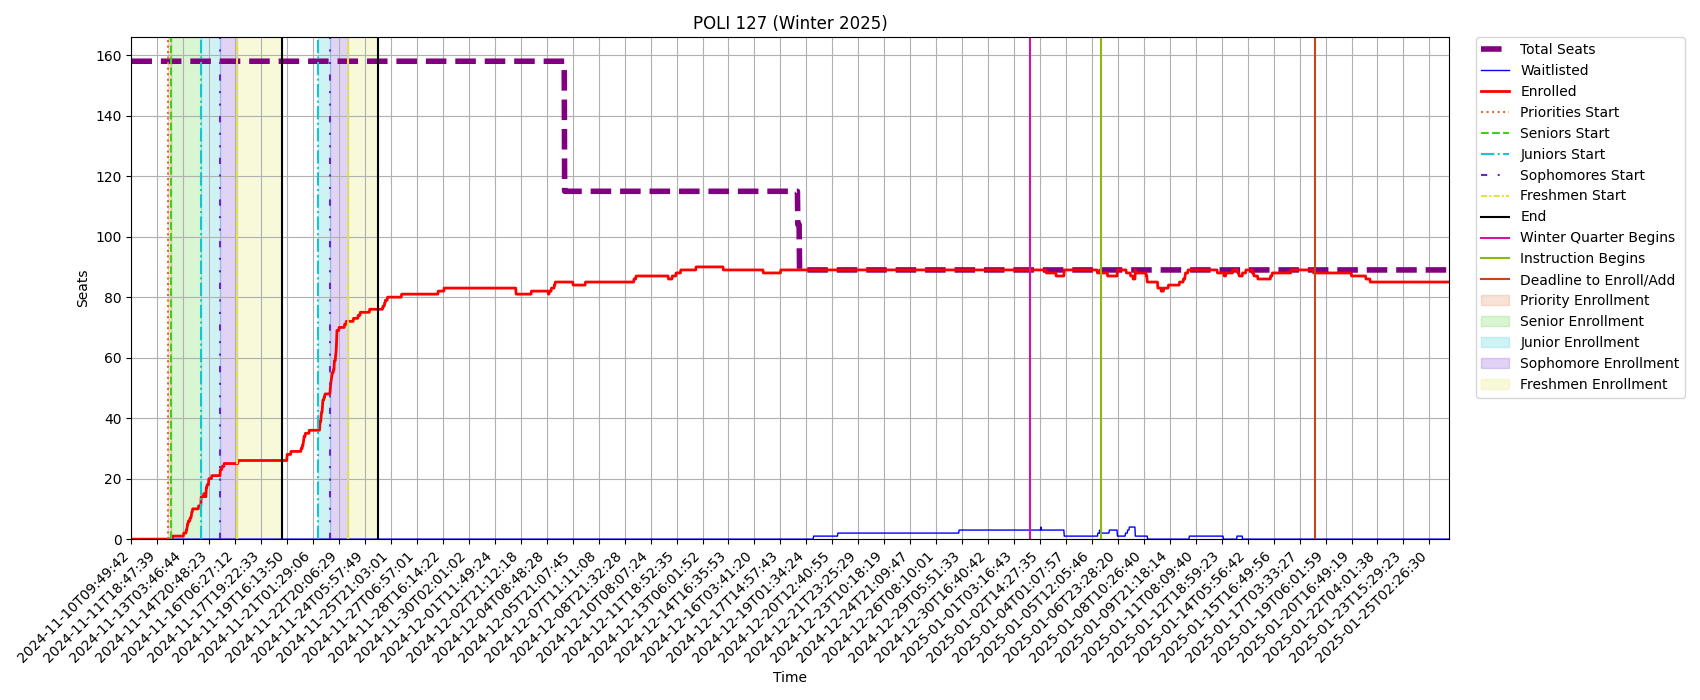 POLI 127 (Winter 2025)
Seats
160
140
120
100
80
60
40
20
0
2024-11-10T09:49:42
2024-11-11T18:47:39
2024-11-13T03:46:44
2024-11-14T20:48:23
2024-11-16T06:27:12
2024-11-17T19:22:33
2024-11-19T16:13:50
2024-11-21T01:29:06
2024-11-22T20:06:29
2024-11-24T05:57:49
2024-11-25T21:03:01
2024-11-27T06:57:01
2024-11-28T16:14:22
2024-11-30T02:01:02
2024-12-01T11:49:24
2024-12-02T21:12:18
2024-12-04T08:48:28
2024-12-05T21:07:45
2024-12-07T11:11:08
2024-12-08T21:32:28
2024-12-10T08:07:24
2024-12-11T18:52:35
2024-12-13T06:01:52
2024-12-14T16:35:53
2024-12-16T03:41:20
2024-12-17T14:57:43
2024-12-19T01:34:24
2024-12-20T12:40:55
2024-12-21T23:25:29
2024-12-23T10:18:19
2024-12-24T21:09:47
2024-12-26T08:10:01
2024-12-29T05:51:33
2024-12-30T16:40:42
2025-01-01T03:16:43
2025-01-02T14:27:35
2025-01-04T01:07:57
2025-01-05T12:05:46
2025-01-06T23:28:20
2025-01-08T10:26:40
2025-01-09T21:18:14
2025-01-11T08:09:40
2025-01-12T18:59:23
2025-01-14T05:56:42
2025-01-15T16:49:56
2025-01-17T03:33:27
2025-01-19T06:01:59
2025-01-20T16:49:19
2025-01-22T04:01:38
2025-01-23T15:29:23
2025-01-25T02:26:30
Time
Total Seats
Waitlisted
Enrolled
Priorities Start
Seniors Start
Juniors Start
Sophomores Start
Freshmen Start
End
Winter Quarter Begins
Instruction Begins
Deadline to Enroll/Add
Priority Enrollment
Senior Enrollment
Junior Enrollment
Sophomore Enrollment
Freshmen Enrollment